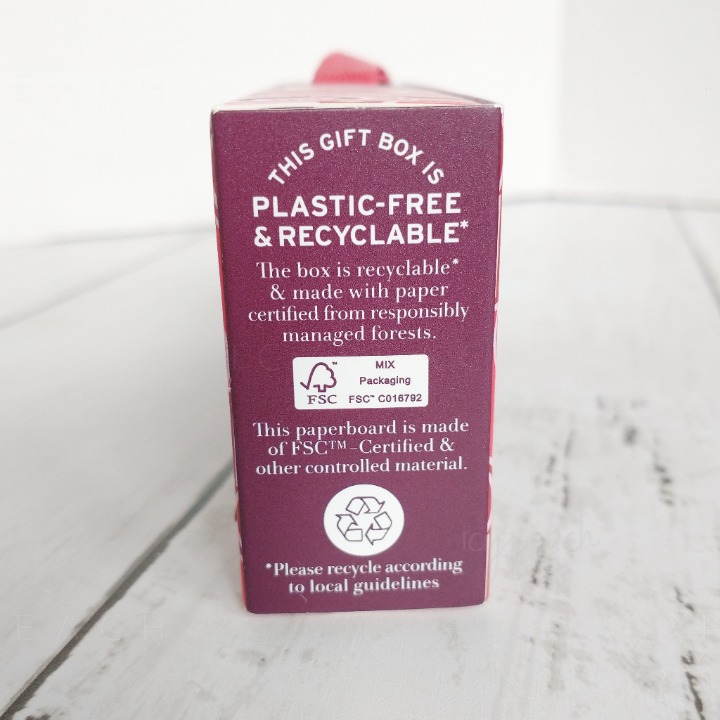 THIS GIFT BOX IS
PLASTIC-FREE
& RECYCLABLE*
The box is recyclable*
& made with paper
certified from responsibly
managed forests.
MIX
Packaging
FSC™ FSC™ C016792
This paperboard is made
of FSC™-Certified &
other controlled material.
*Please recycle according
to local guidelines